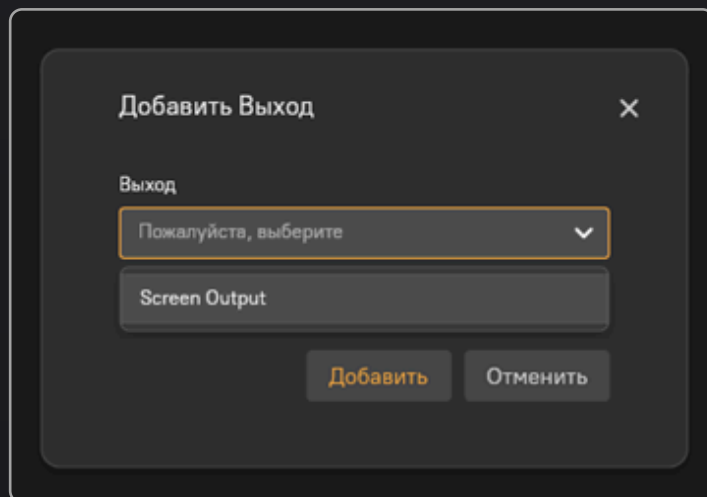 Добавить Выход
Выход
Пожалуйста, выберите
Screen Output
Добавить Отменить